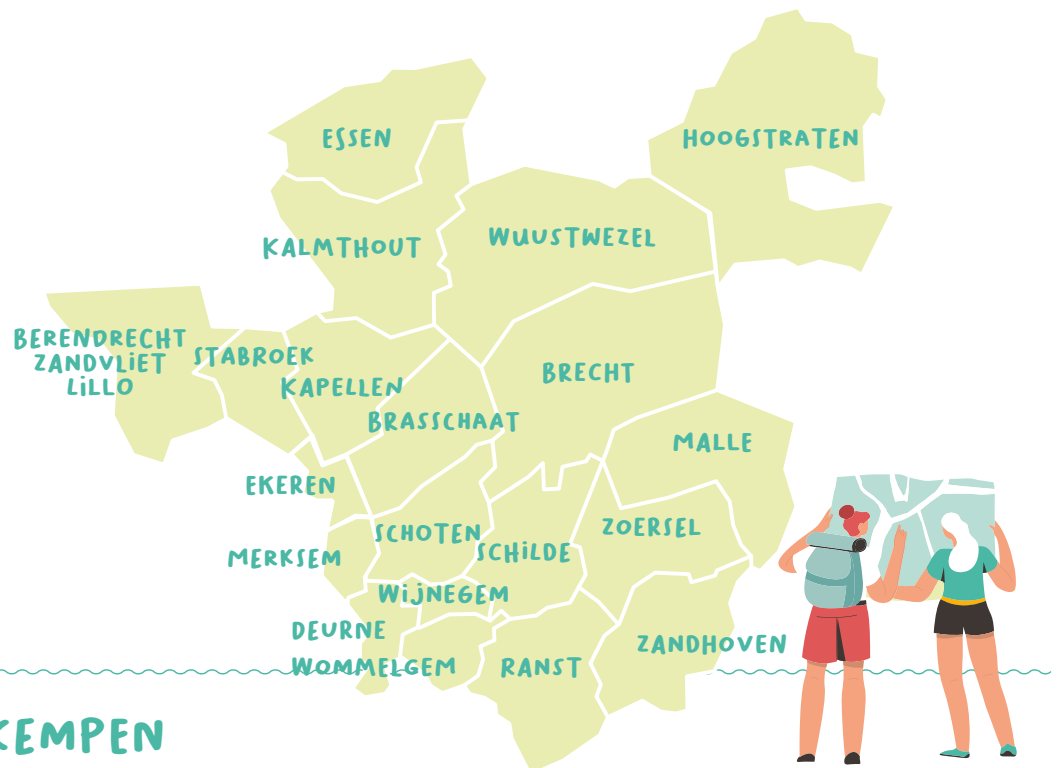 ESSEN
HOOGSTRATEN
KALMTHOUT
WUUSTWEZEL
BERENDRECHT
ZANDVLiET
LiLLO
STABROEK
KAPELLEN
BRECHT
BRASSCHAAT
MALLE
EKEREN
SCHOTEN
ZOERSEL
SCHiLDE
MERKSEM
WiJNEGEM
DEURNE
ZANDHOVEN
WOMMELGEM
RANST
KEMPEN